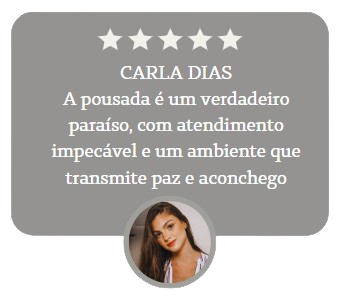 CARLA DIAS
A pousada é um verdadeiro
paraíso, com atendimento
impecável e um ambiente que
transmite paz e aconchego